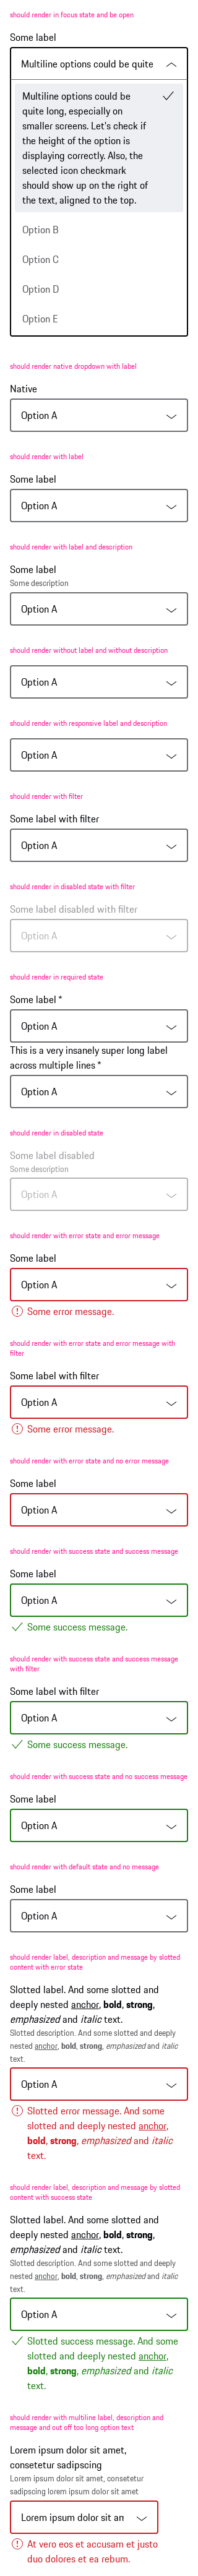 should render in focus state and be open
Some label
Multiline options could be quite
Multiline options could be
quite long, especially on
smaller screens. Let's check if
the height of the option is
displaying correctly. Also, the
selected icon checkmark
should show up on the right of
the text, aligned to the top.
Option B
Option C
Option D
Option E
should render native dropdown with label
Native
Option A
should render with label
Some label
Option A
should render with label and description
Some label
Some description
Option A
should render without label and without description
Option A
should render with responsive label and description
Option A
should render with filter
Some label with filter
Option A
should render in disabled state with filter
Some label disabled with filter
Option A
should render in required state
Some label *
Option A
This is a very insanely super long label
across multiple lines *
Option A
should render in disabled state
Some label disabled
Some description
Option A
should render with error state and error message
Some label
Option A
Some error message.
should render with error state and error message with
filter
Some label with filter
Option A
Some error message.
should render with error state and no error message
Some label
Option A
should render with success state and success message
Some label
Option A
Some success message.
should render with success state and success message
with filter
Some label with filter
Option A
Some success message.
should render with success state and no success message
Some label
Option A
should render with default state and no message
Some label
Option A
should render label, description and message by slotted
content with error state
Slotted label. And some slotted and
deeply nested anchor, bold, strong,
emphasized and italic text.
Slotted description. And some slotted and deeply
nested anchor, bold, strong, emphasized and italic
text.
Option A
Slotted error message. And some
slotted and deeply nested anchor,
bold, strong, emphasized and italic
text.
should render label, description and message by slotted
content with success state
Slotted label. And some slotted and
deeply nested anchor, bold, strong,
emphasized and italic text.
Slotted description. And some slotted and deeply
nested anchor, bold, strong, emphasized and italic
text.
Option A
Slotted success message. And some
slotted and deeply nested anchor,
bold, strong, emphasized and italic
text.
should render with multiline label, description and
message and cut off too long option text
Lorem ipsum dolor sit amet,
consetetur sadipscing
Lorem ipsum dolor sit amet, consetetur
sadipscing lorem ipsum dolor sit amet
Lorem ipsum dolor sit am
At vero eos et accusam et justo
duo dolores et ea rebum.